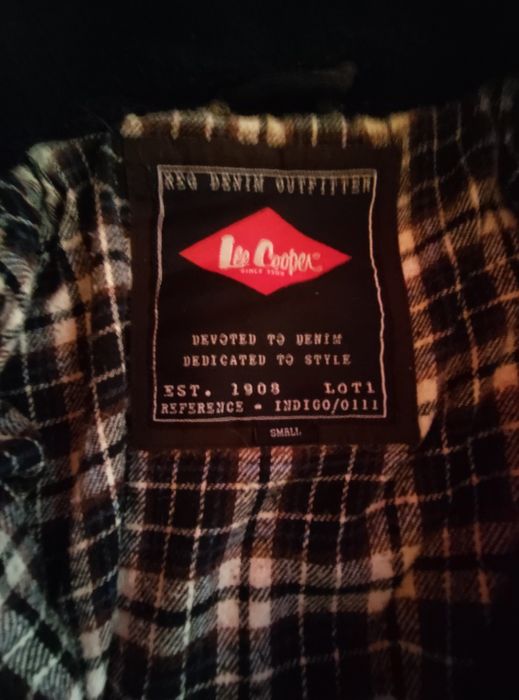 REG DENIM OUTFITTER
Lee Cooper®
SINCE 1908
DEVOTED TO DENIM
DEDICATED TO STYLE
EST. 1908 LOT1
REFERENCE - INDIGO/0111
SMALL